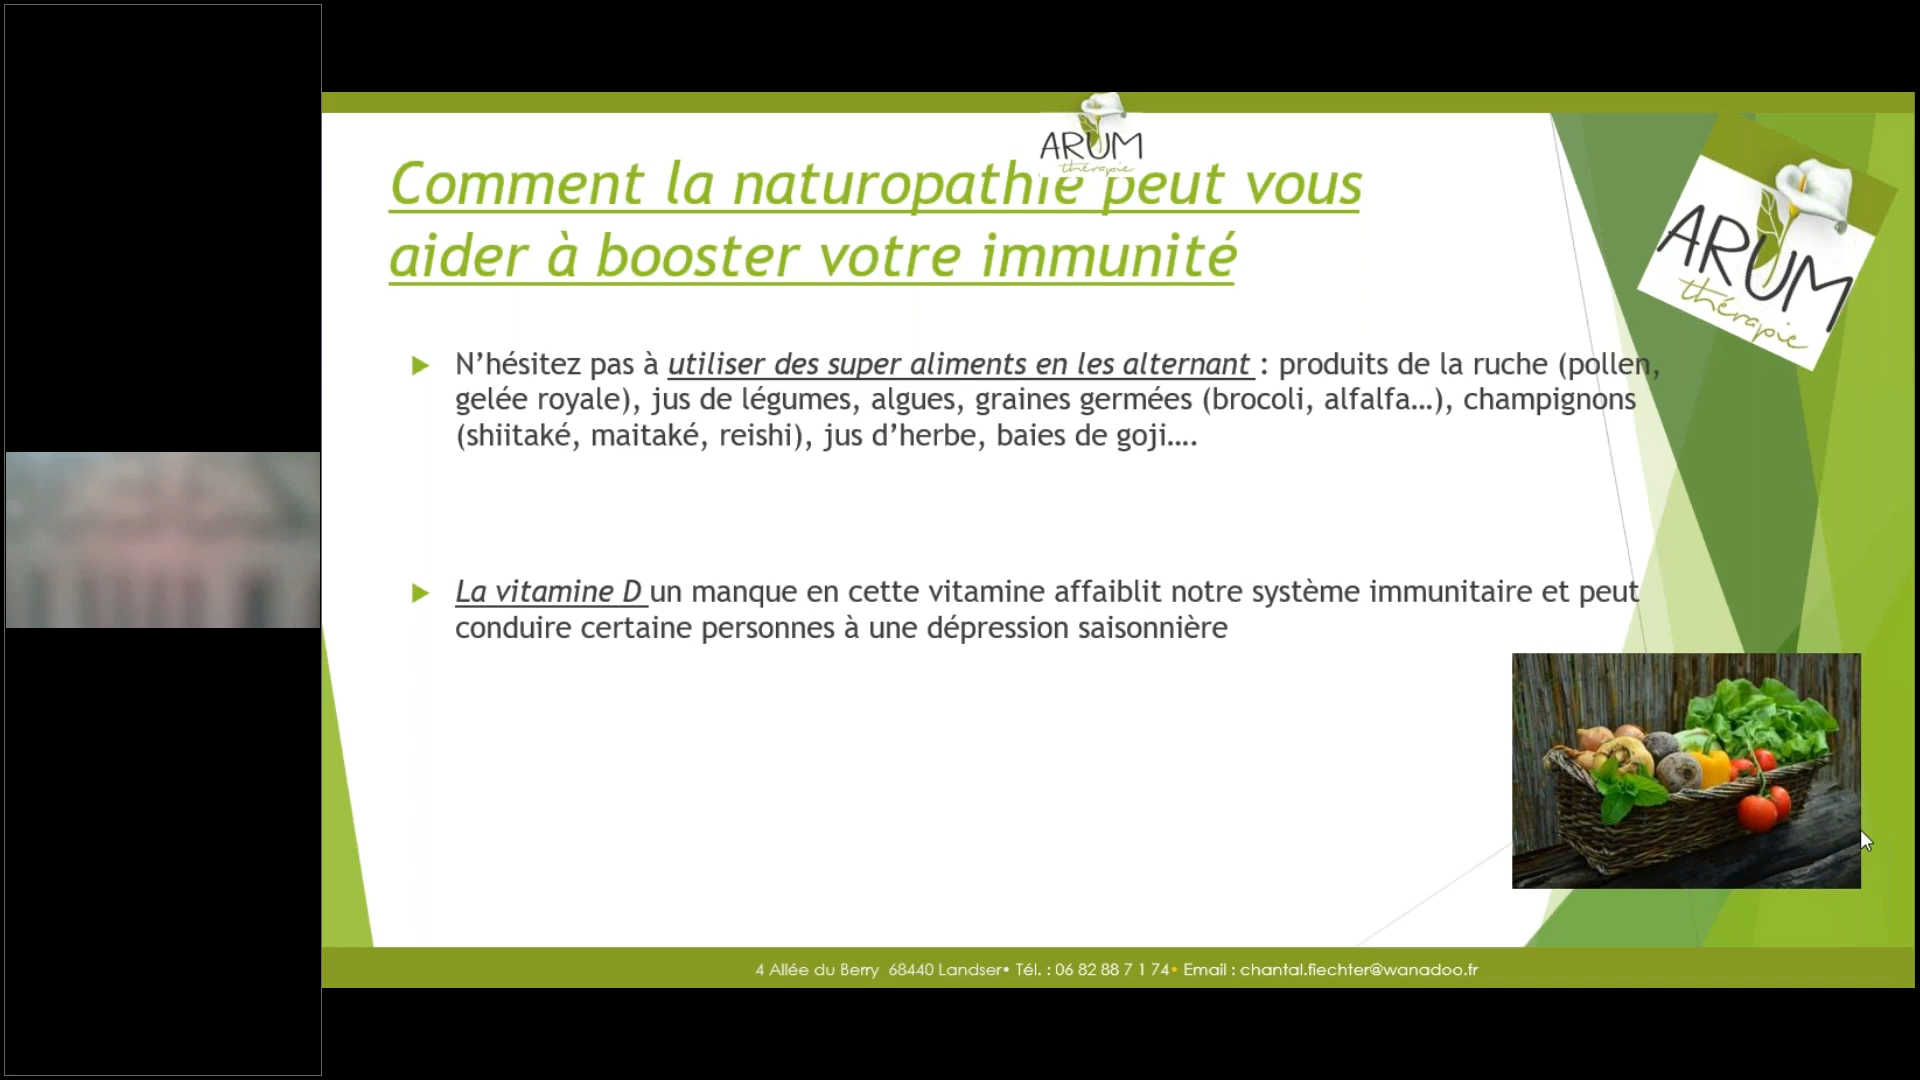 ARUM
thérapie
Comment la naturopathie peut vous
aider à booster votre immunité
ARUM
thérapie
N’hésitez pas à utiliser des super aliments en les alternant : produits de la ruche (pollen,
gelée royale), jus de légumes, algues, graines germées (brocoli, alfalfa…), champignons
(shiitaké, maitaké, reishi), jus d’herbe, baies de goji….
La vitamine D un manque en cette vitamine affaiblit notre système immunitaire et peut
conduire certaine personnes à une dépression saisonnière
4 Allée du Berry 68440 Landser• Tél. : 06 82 88 7 1 74• Email : chantal.fiechter@wanadoo.fr